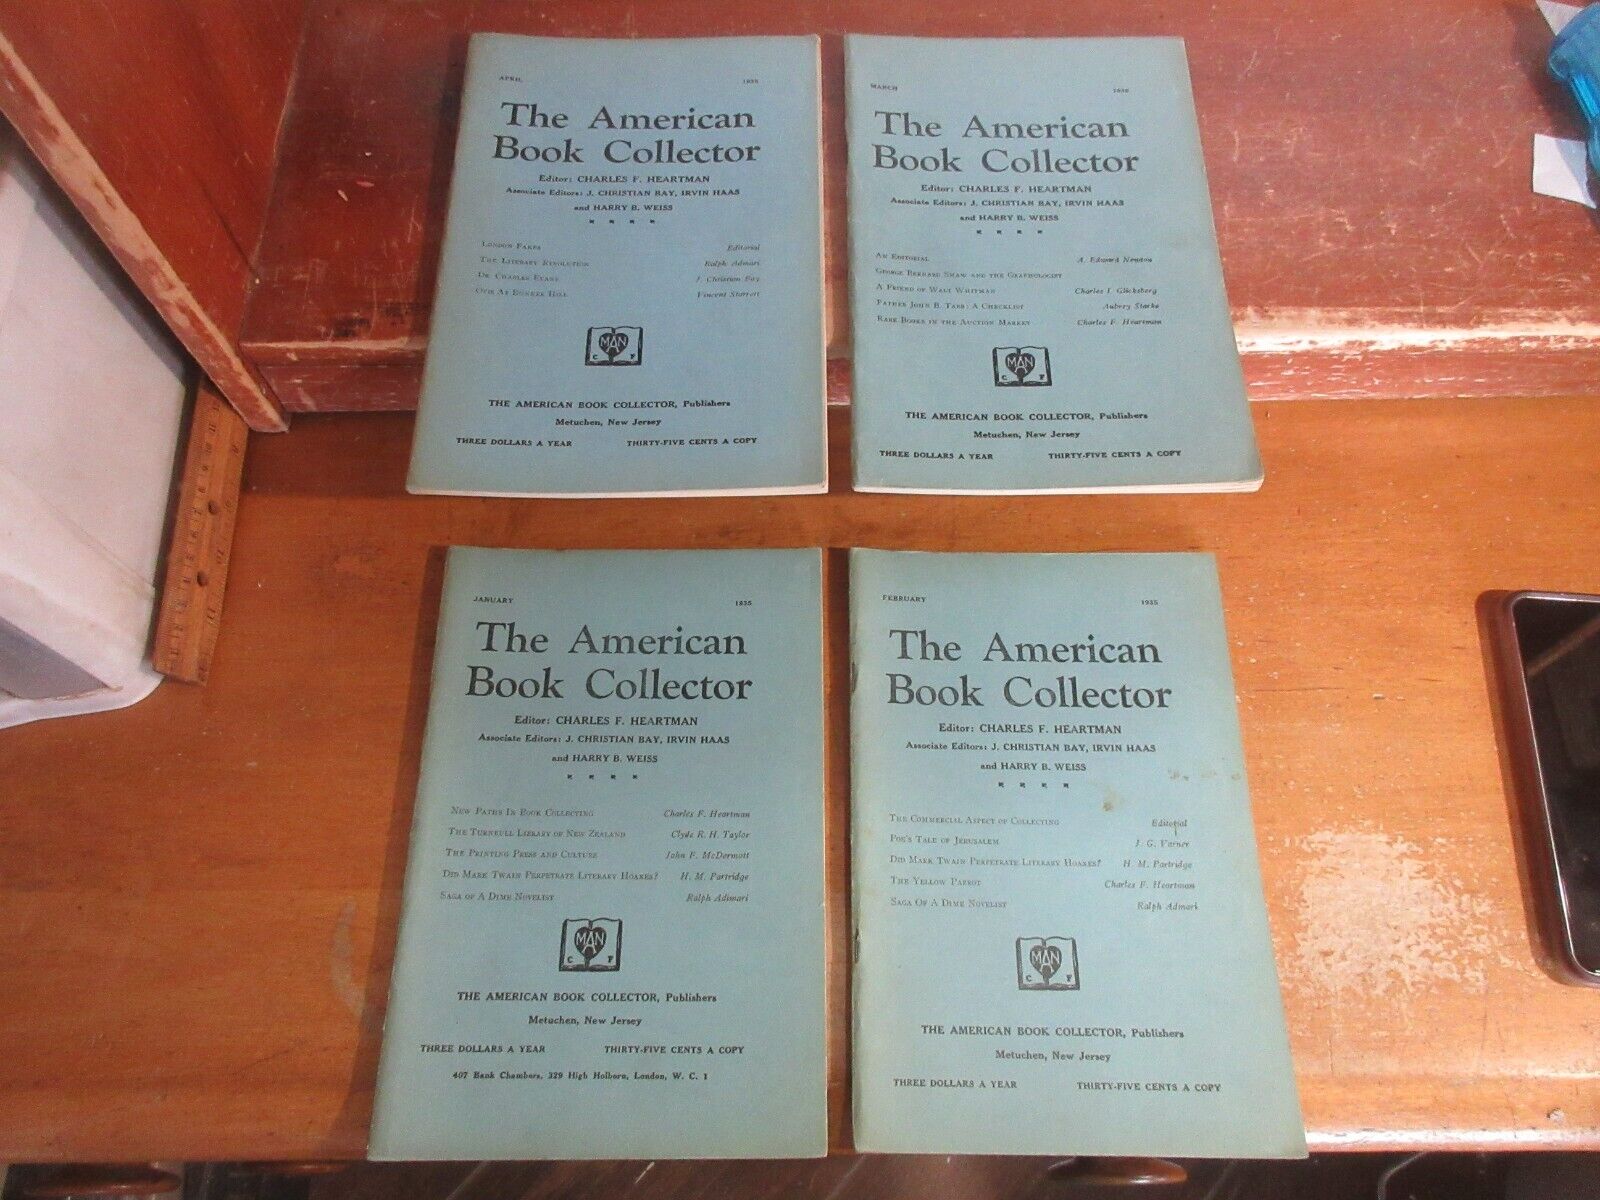 APRIL 1935
The American
Book Collector
Editor: CHARLES F. HEARTMAN
Associate Editors: J. CHRISTIAN BAY, IRVIN HAAS
and HARRY B. WEISS
* * * *
LONDON FAKES Editorial
THE LITERARY REVOLUTION Ralph Admari
DR. CHARLES EVANS J. Christian Bay
OTIS AT BUNKER HILL Vincent Starrett
MAN
C F
THE AMERICAN BOOK COLLECTOR, Publishers
Metuchen, New Jersey
THREE DOLLARS A YEAR THIRTY-FIVE CENTS A COPY
MARCH
The American
Book Collector
Editor: CHARLES F. HEARTMAN
Associate Editors: J. CHRISTIAN BAY, IRVIN HAAS
and HARRY B. WEISS
* * * *
AN EDITORIAL A. Edward Newton
GEORGE BERNARD SHAW AND THE GRAPHOLOGIST
A FRIEND OF WALT WHITMAN Charles I. Glicksberg
FATHER JOHN B. TABB: A CHECKLIST Aubrey Starke
RARE BOOKS IN THE AUCTION MARKET Charles F. Heartman
MAN
C F
THE AMERICAN BOOK COLLECTOR, Publishers
Metuchen, New Jersey
THREE DOLLARS A YEAR THIRTY-FIVE CENTS A COPY
JANUARY 1935
The American
Book Collector
Editor: CHARLES F. HEARTMAN
Associate Editors: J. CHRISTIAN BAY, IRVIN HAAS
and HARRY B. WEISS
* * * *
NEW PATHS IN BOOK COLLECTING Charles F. Heartman
THE TURNBULL LIBRARY OF NEW ZEALAND Clyde R. H. Taylor
THE PRINTING PRESS AND CULTURE John F. McDermott
DID MARK TWAIN PERPETRATE LITERARY HOAXES? H. M. Partridge
SAGA OF A DIME NOVELIST Ralph Adimari
MAN
C F
THE AMERICAN BOOK COLLECTOR, Publishers
Metuchen, New Jersey
THREE DOLLARS A YEAR THIRTY-FIVE CENTS A COPY
407 Bank Chambers, 329 High Holborn, London, W. C. 1
FEBRUARY 1935
The American
Book Collector
Editor: CHARLES F. HEARTMAN
Associate Editors: J. CHRISTIAN BAY, IRVIN HAAS
and HARRY B. WEISS
* * * *
THE COMMERCIAL ASPECT OF COLLECTING Editorial
POE'S TALE OF JERUSALEM J. G. Varner
DID MARK TWAIN PERPETRATE LITERARY HOAXES? H. M. Partridge
THE YELLOW PARROT Charles F. Heartman
SAGA OF A DIME NOVELIST Ralph Admari
MAN
C F
THE AMERICAN BOOK COLLECTOR, Publishers
Metuchen, New Jersey
THREE DOLLARS A YEAR THIRTY-FIVE CENTS A COPY